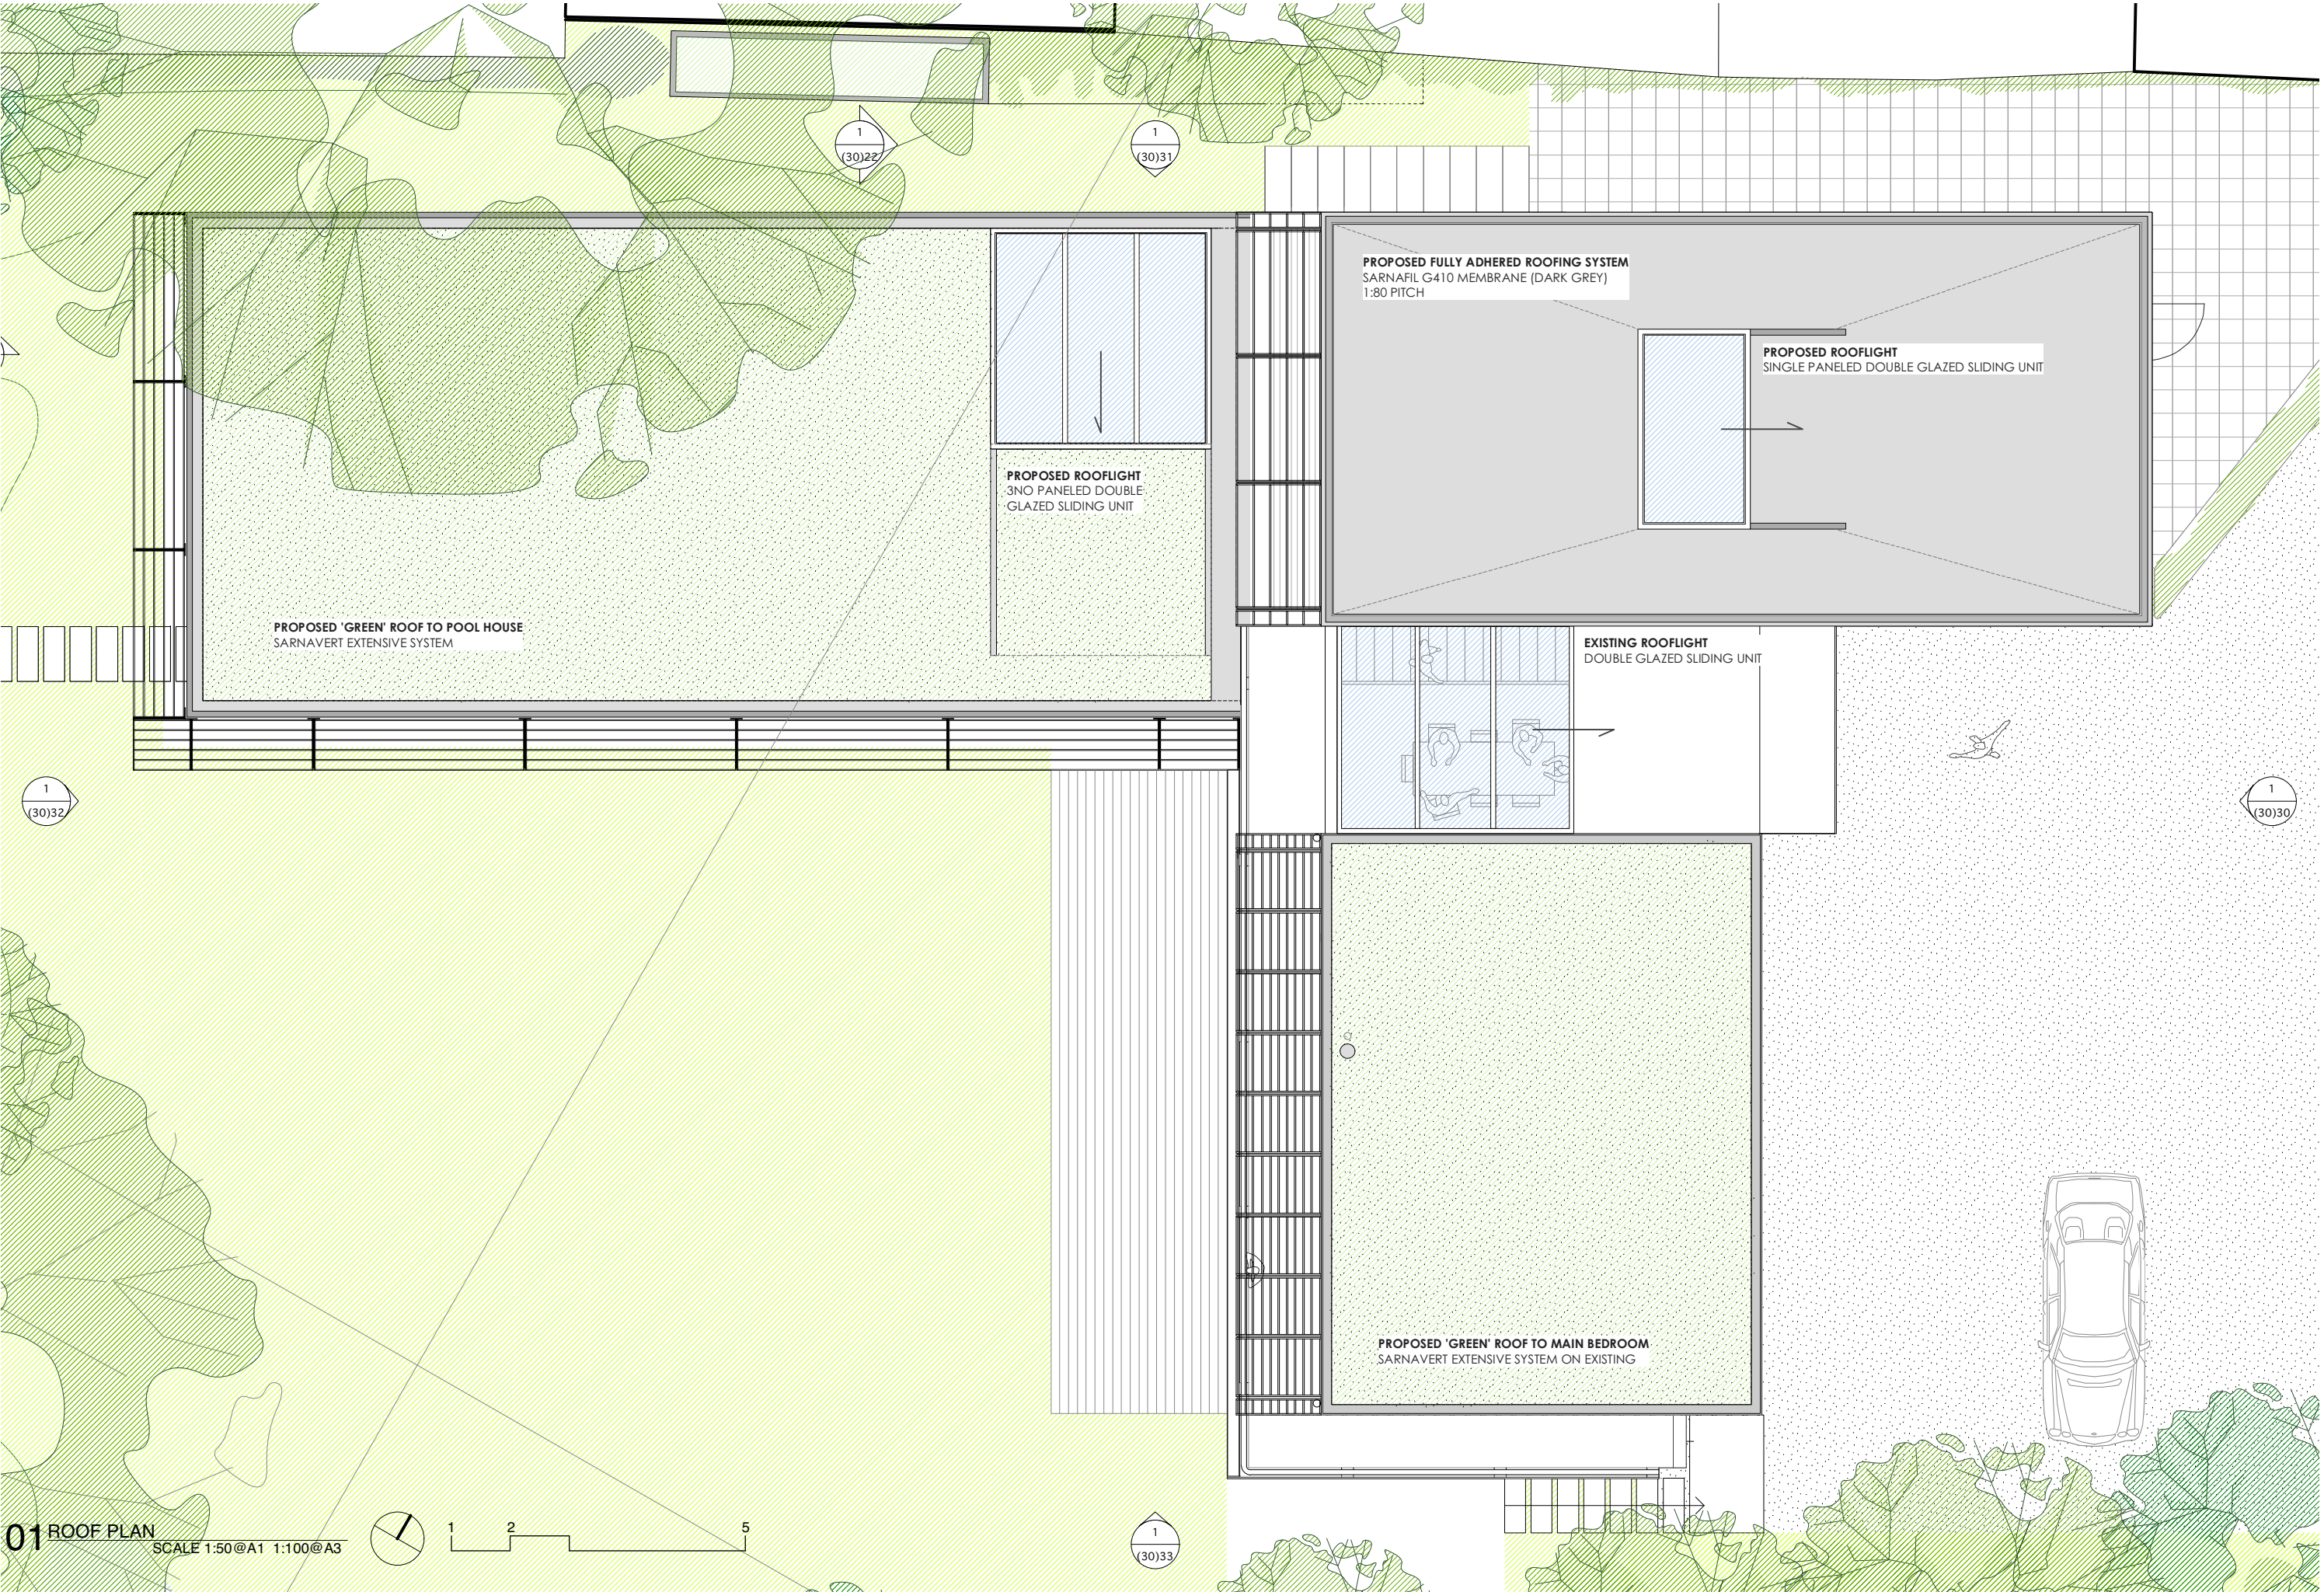 1
(30)22
1
(30)31
PROPOSED FULLY ADHERED ROOFING SYSTEM
SARNAFIL G410 MEMBRANE (DARK GREY)
1:80 PITCH
PROPOSED ROOFLIGHT
SINGLE PANELED DOUBLE GLAZED SLIDING UNIT
PROPOSED ROOFLIGHT
3NO PANELED DOUBLE
GLAZED SLIDING UNIT
PROPOSED 'GREEN' ROOF TO POOL HOUSE
SARNAVERT EXTENSIVE SYSTEM
EXISTING ROOFLIGHT
DOUBLE GLAZED SLIDING UNIT
1
(30)32
1
(30)30
PROPOSED 'GREEN' ROOF TO MAIN BEDROOM
SARNAVERT EXTENSIVE SYSTEM ON EXISTING
01 ROOF PLAN
SCALE 1:50@A1 1:100@A3
1 2 5
1
(30)33